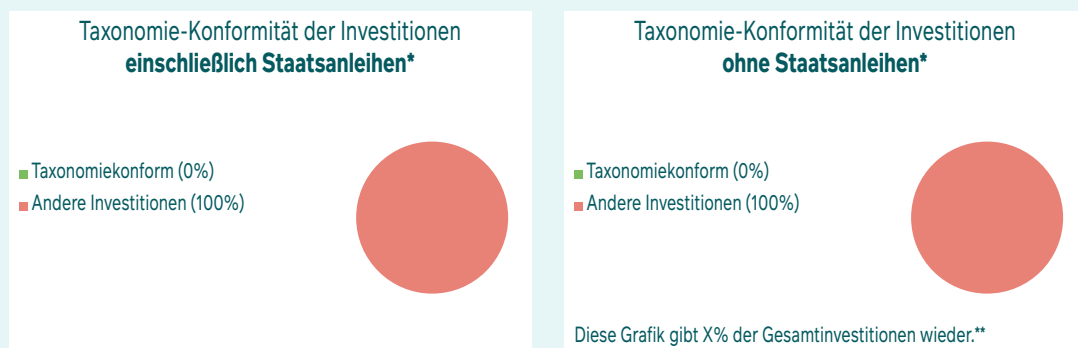 Taxonomie-Konformität der Investitionen
einschließlich Staatsanleihen*
Taxonomiekonform (0%)
Andere Investitionen (100%)
Taxonomie-Konformität der Investitionen
ohne Staatsanleihen*
Taxonomiekonform (0%)
Andere Investitionen (100%)
Diese Grafik gibt X% der Gesamtinvestitionen wieder.**